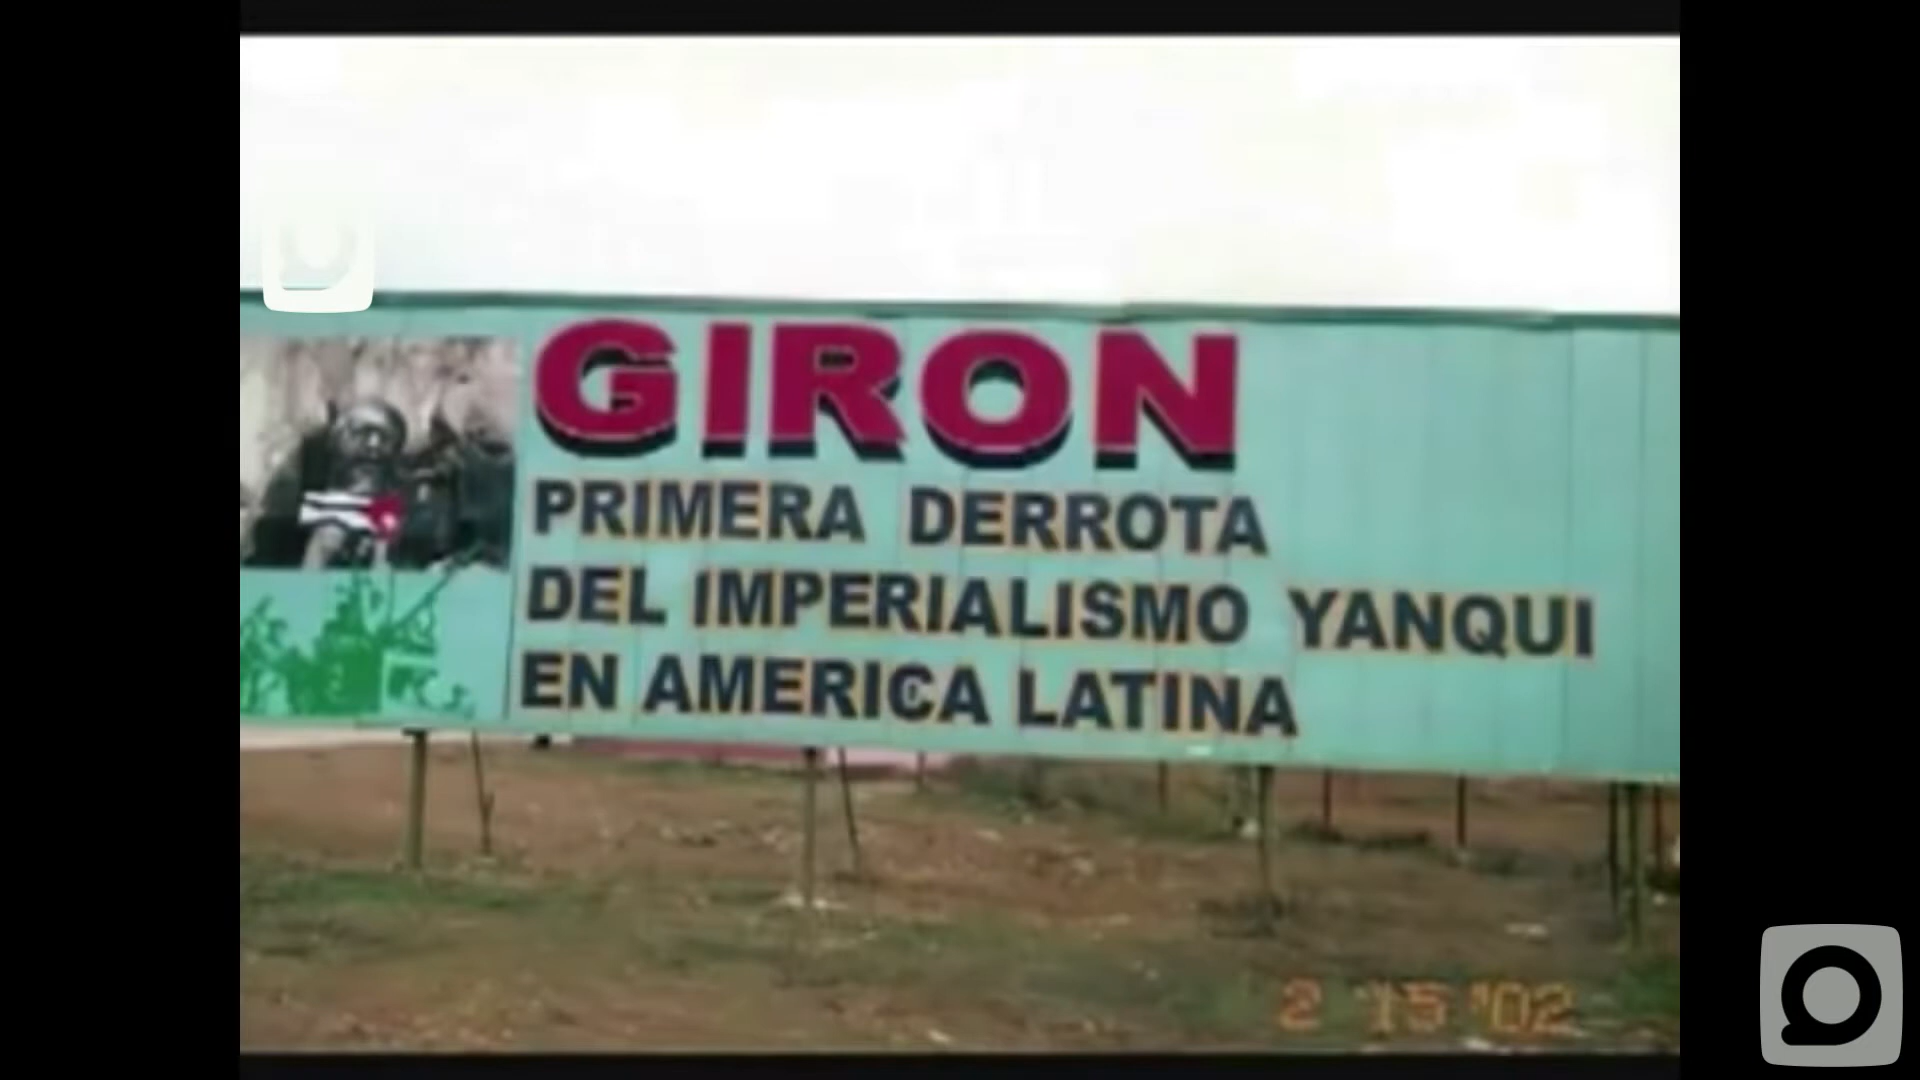 GIRON
PRIMERA DERROTA
DEL IMPERIALISMO YANQUI
EN AMERICA LATINA
2 15 '02